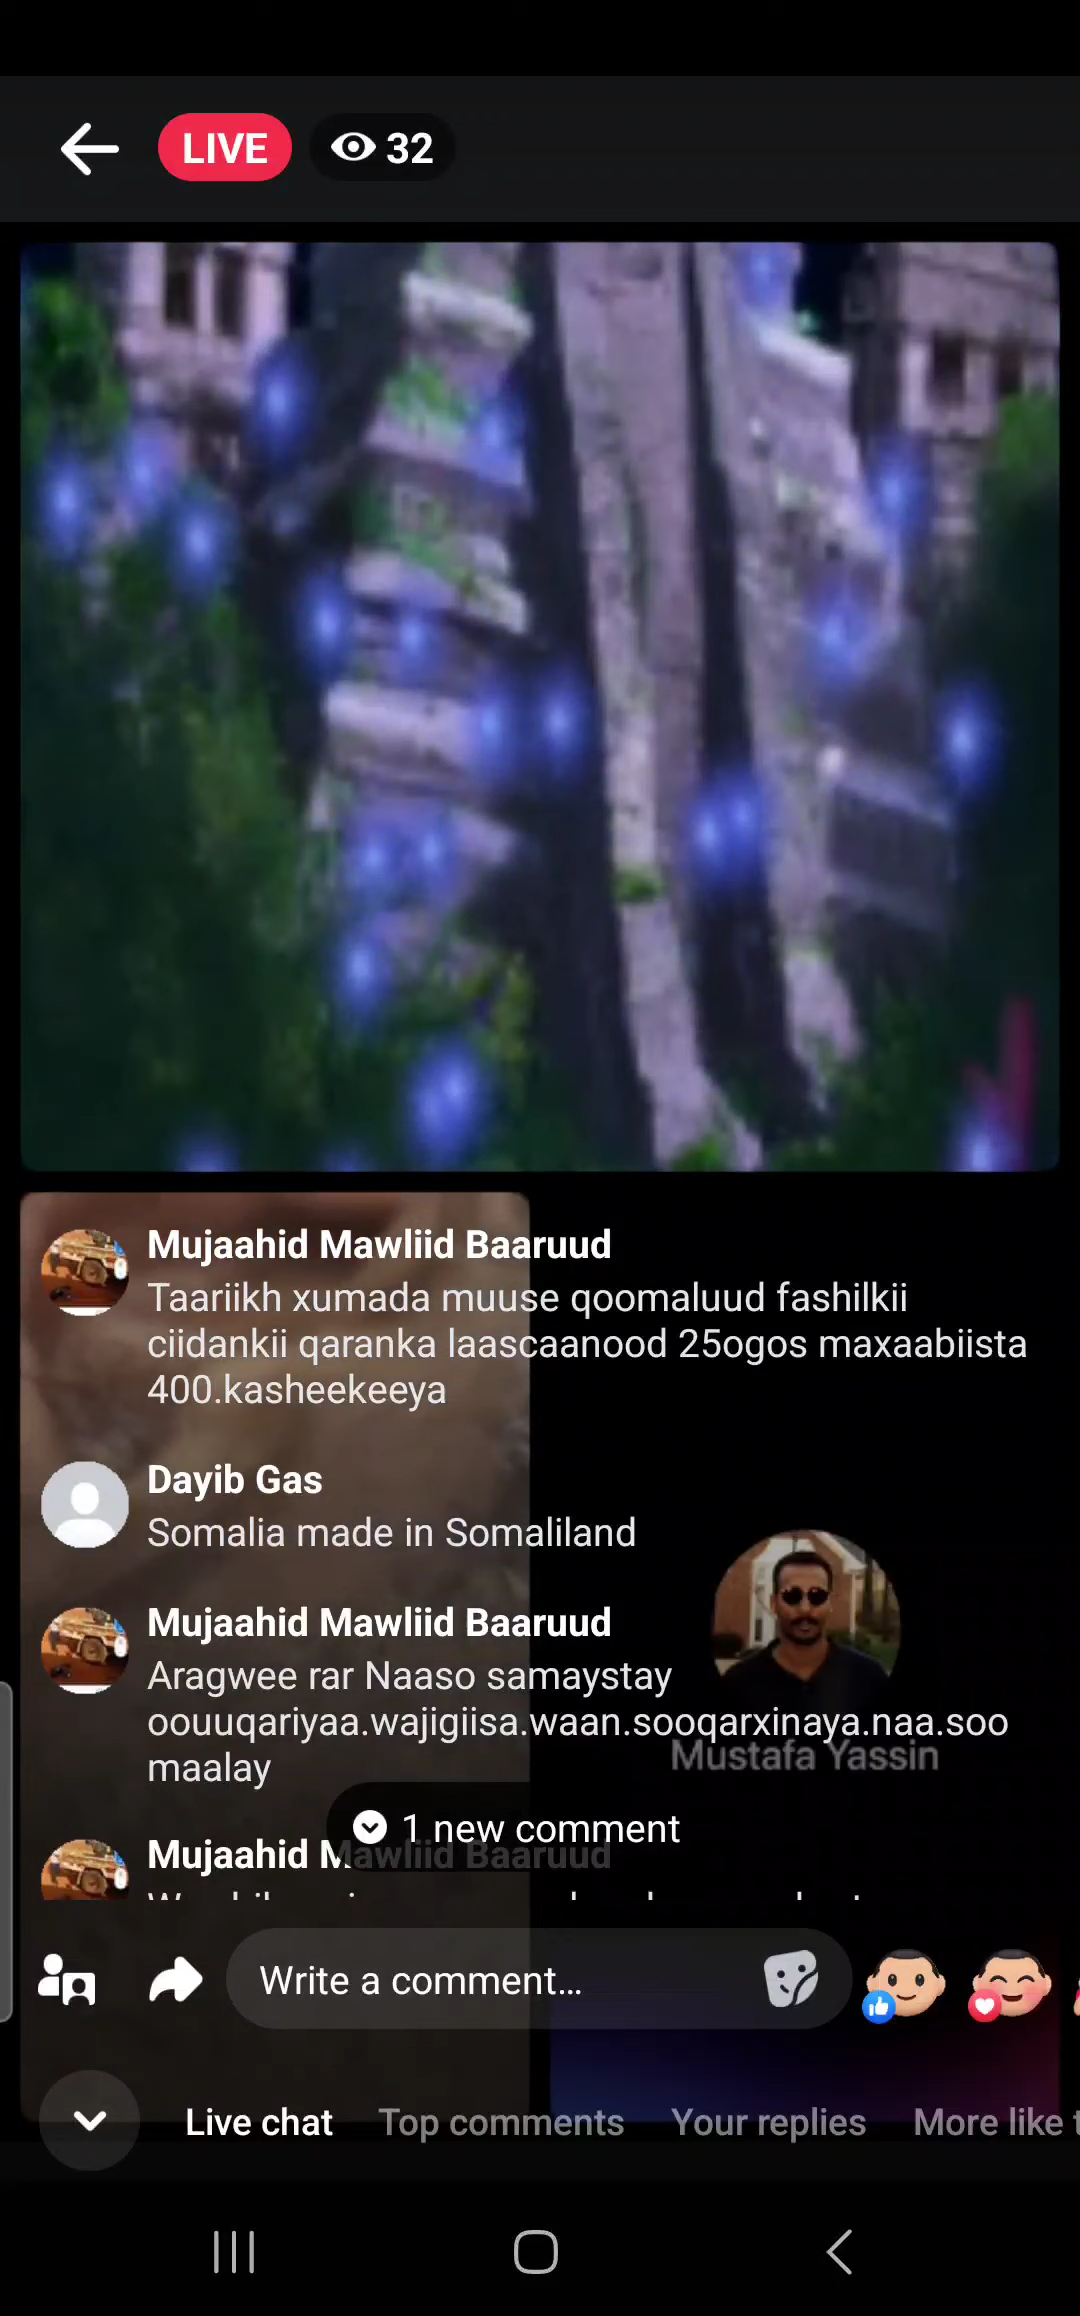 LIVE 32
Mujaahid Mawliid Baaruud
Taariikh xumada muuse qoomaluud fashilkii
ciidankii qaranka laascaanood 25ogos maxaabiista
400.kasheekeeya
Dayib Gas
Somalia made in Somaliland
Mujaahid Mawliid Baaruud
Aragwee rar Naaso samaystay
oouuqariyaa.wajigiisa.waan.sooqarxinaya.naa.soo
maalay
Mustafa Yassin
1 new comment
Mujaahid Mawliid Baaruud
Write a comment...
Live chat Top comments Your replies More like